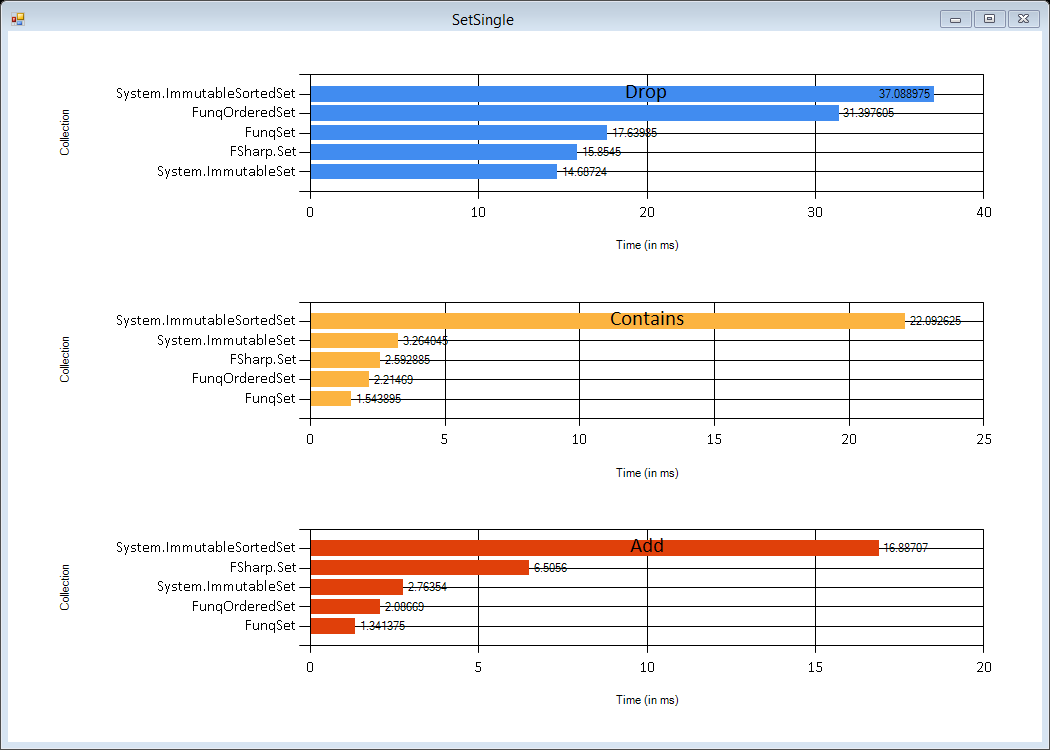 SetSingle
Collection
Drop
System.ImmutableSortedSet 37.088975
FunqOrderedSet 31.397605
FunqSet 17.63985
FSharp.Set 15.8545
System.ImmutableSet 14.68724
0 10 20 30 40
Time (in ms)
Collection
Contains
System.ImmutableSortedSet 22.092625
System.ImmutableSet 3.264045
FSharp.Set 2.592885
FunqOrderedSet 2.21469
FunqSet 1.543895
0 5 10 15 20 25
Time (in ms)
Collection
Add
System.ImmutableSortedSet 16.88707
FSharp.Set 6.5056
System.ImmutableSet 2.76354
FunqOrderedSet 2.08669
FunqSet 1.341375
0 5 10 15 20
Time (in ms)